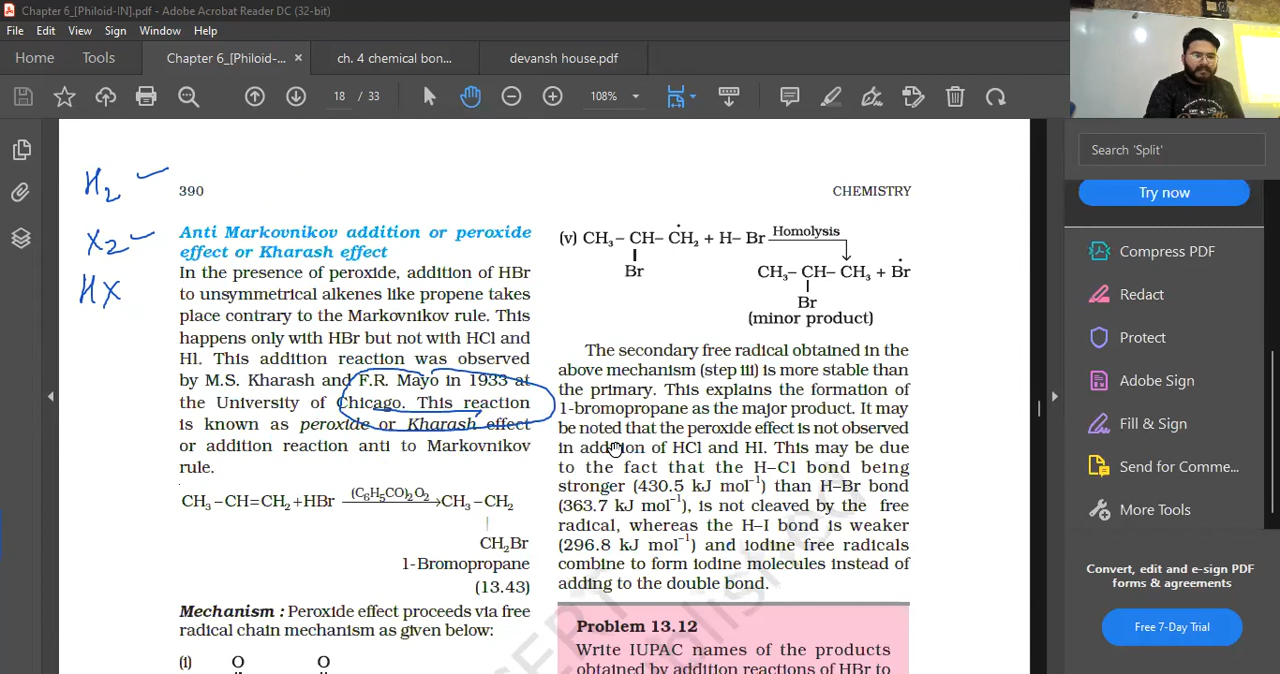 Chapter 6_[Philoid-IN].pdf - Adobe Acrobat Reader DC (32-bit)
File Edit View Sign Window Help
Home Tools Chapter 6_[Philoid-... × ch. 4 chemical bon... devansh house.pdf
18 / 33 108%
Search 'Split'
Try now
Compress PDF
Redact
Protect
Adobe Sign
Fill & Sign
Send for Comme...
More Tools
Convert, edit and e-sign PDF
forms & agreements
Free 7-Day Trial
H2
X2
HX
390 CHEMISTRY
Anti Markovnikov addition or peroxide
effect or Kharash effect
In the presence of peroxide, addition of HBr
to unsymmetrical alkenes like propene takes
place contrary to the Markovnikov rule. This
happens only with HBr but not with HCl and
Hl. This addition reaction was observed
by M.S. Kharash and F.R. Mayo in 1933 at
the University of Chicago. This reaction
is known as peroxide or Kharash effect
or addition reaction anti to Markovnikov
rule.
CH3–CH=CH2+HBr (C6H5CO)2O2 → CH3–CH2
CH2Br
1-Bromopropane
(13.43)
Mechanism : Peroxide effect proceeds via free
radical chain mechanism as given below:
(i) O O
(v) CH3–CH–ĊH2 + H–Br Homolysis
Br
CH3–CH–CH3 + Ḃr
Br
(minor product)
The secondary free radical obtained in the
above mechanism (step iii) is more stable than
the primary. This explains the formation of
1-bromopropane as the major product. It may
be noted that the peroxide effect is not observed
in addition of HCl and HI. This may be due
to the fact that the H–Cl bond being
stronger (430.5 kJ mol–1) than H–Br bond
(363.7 kJ mol–1), is not cleaved by the free
radical, whereas the H–I bond is weaker
(296.8 kJ mol–1) and iodine free radicals
combine to form iodine molecules instead of
adding to the double bond.
Problem 13.12
Write IUPAC names of the products
obtained by addition reactions of HBr to